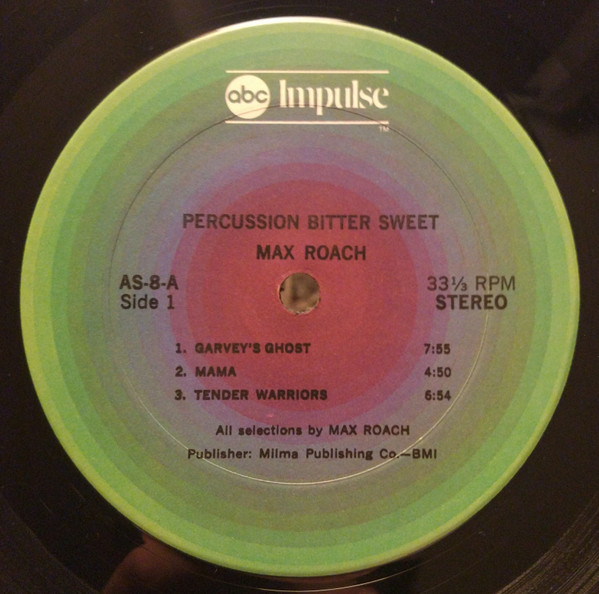 abc Impulse
TM
PERCUSSION BITTER SWEET
MAX ROACH
AS-8-A 33⅓ RPM
Side 1 STEREO
1. GARVEY'S GHOST 7:55
2. MAMA 4:50
3. TENDER WARRIORS 6:54
All selections by MAX ROACH
Publisher: Milma Publishing Co.—BMI